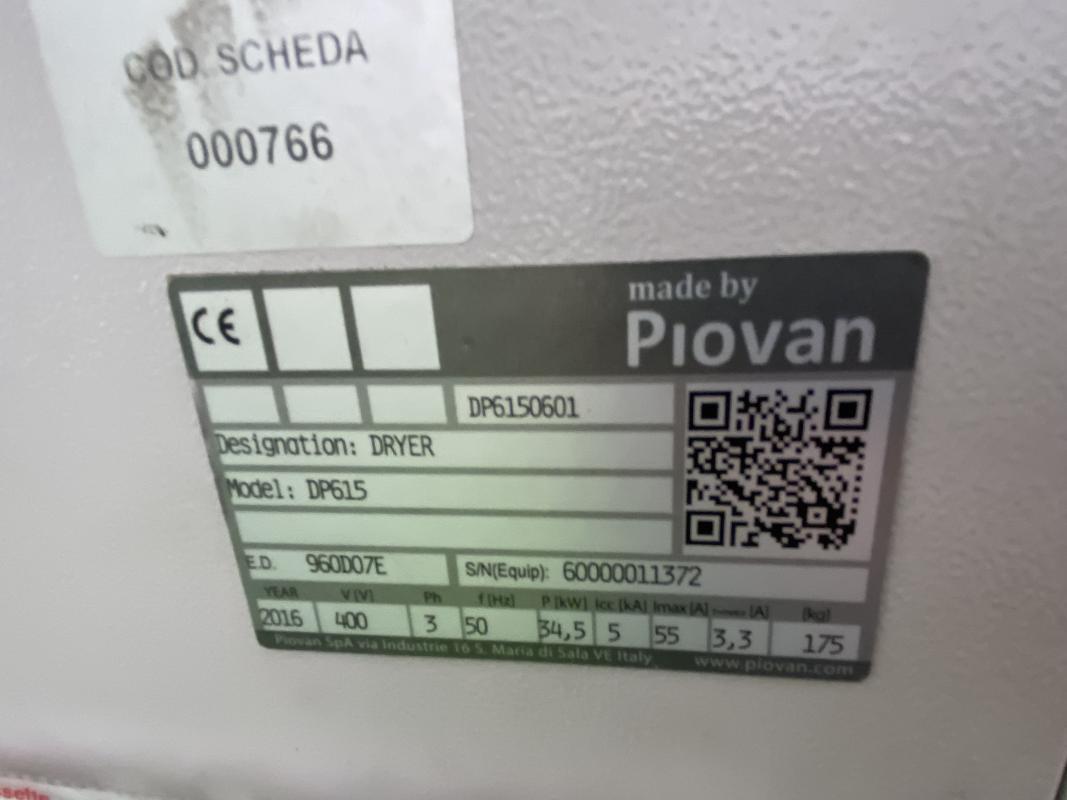 COD. SCHEDA
000766
CE
made by
Piovan
DP6150601
Designation: DRYER
Model: DP615
E.D. 960D07E
S/N(Equip): 60000011372
YEAR V [V] Ph f [Hz] P [kW] Icc [kA] Imax [A] [A] [kg]
2016 400 3 50 34,5 5 55 3,3 175
Piovan SpA via Industrie 16 S. Maria di Sala VE Italy www.piovan.com